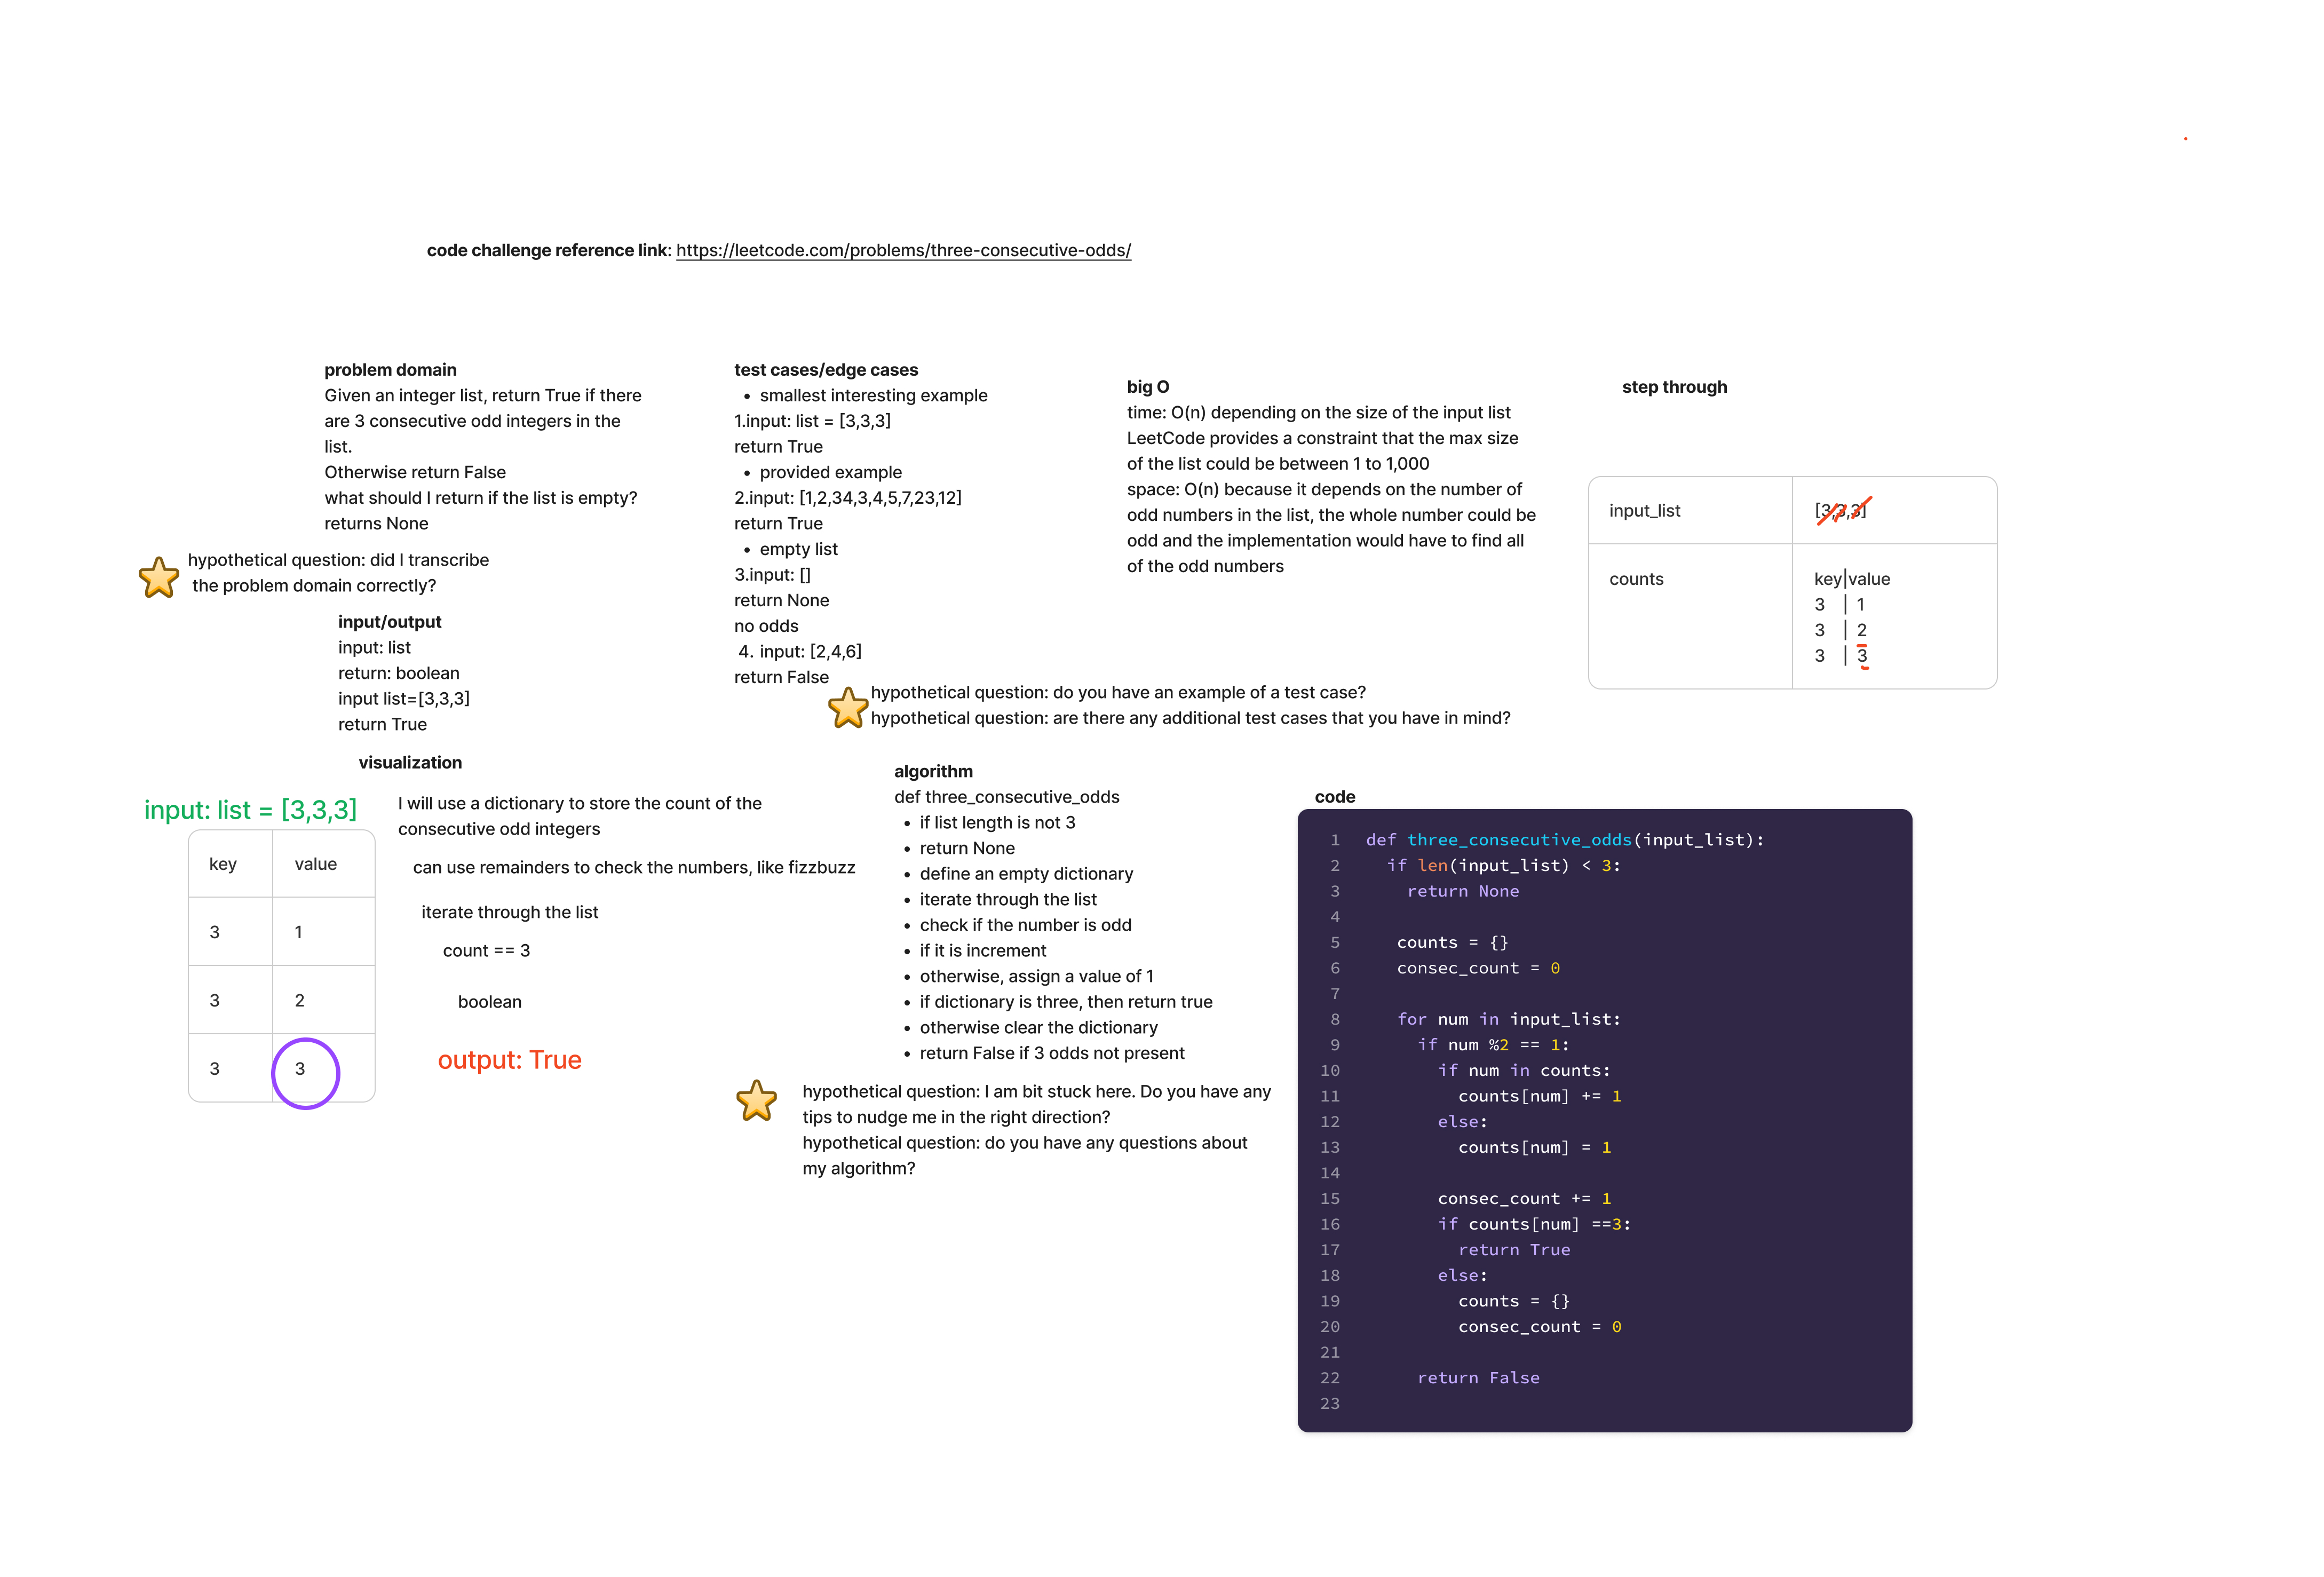 code challenge reference link: https://leetcode.com/problems/three-consecutive-odds/
problem domain
Given an integer list, return True if there
are 3 consecutive odd integers in the
list.
Otherwise return False
what should I return if the list is empty?
returns None
hypothetical question: did I transcribe
the problem domain correctly?
input/output
input: list
return: boolean
input list=[3,3,3]
return True
test cases/edge cases
• smallest interesting example
1.input: list = [3,3,3]
return True
• provided example
2.input: [1,2,34,3,4,5,7,23,12]
return True
• empty list
3.input: []
return None
no odds
4. input: [2,4,6]
return False
hypothetical question: do you have an example of a test case?
hypothetical question: are there any additional test cases that you have in mind?
big O
time: O(n) depending on the size of the input list
LeetCode provides a constraint that the max size
of the list could be between 1 to 1,000
space: O(n) because it depends on the number of
odd numbers in the list, the whole number could be
odd and the implementation would have to find all
of the odd numbers
step through
input_list
[3,3,3]
counts
key|value
3 | 1
3 | 2
3 | 3
visualization
input: list = [3,3,3]
key value
3 1
3 2
3 3
I will use a dictionary to store the count of the
consecutive odd integers
can use remainders to check the numbers, like fizzbuzz
iterate through the list
count == 3
boolean
output: True
algorithm
def three_consecutive_odds
• if list length is not 3
• return None
• define an empty dictionary
• iterate through the list
• check if the number is odd
• if it is increment
• otherwise, assign a value of 1
• if dictionary is three, then return true
• otherwise clear the dictionary
• return False if 3 odds not present
hypothetical question: I am bit stuck here. Do you have any
tips to nudge me in the right direction?
hypothetical question: do you have any questions about
my algorithm?
code
1 def three_consecutive_odds(input_list):
2 if len(input_list) < 3:
3 return None
4
5 counts = {}
6 consec_count = 0
7
8 for num in input_list:
9 if num %2 == 1:
10 if num in counts:
11 counts[num] += 1
12 else:
13 counts[num] = 1
14
15 consec_count += 1
16 if counts[num] ==3:
17 return True
18 else:
19 counts = {}
20 consec_count = 0
21
22 return False
23